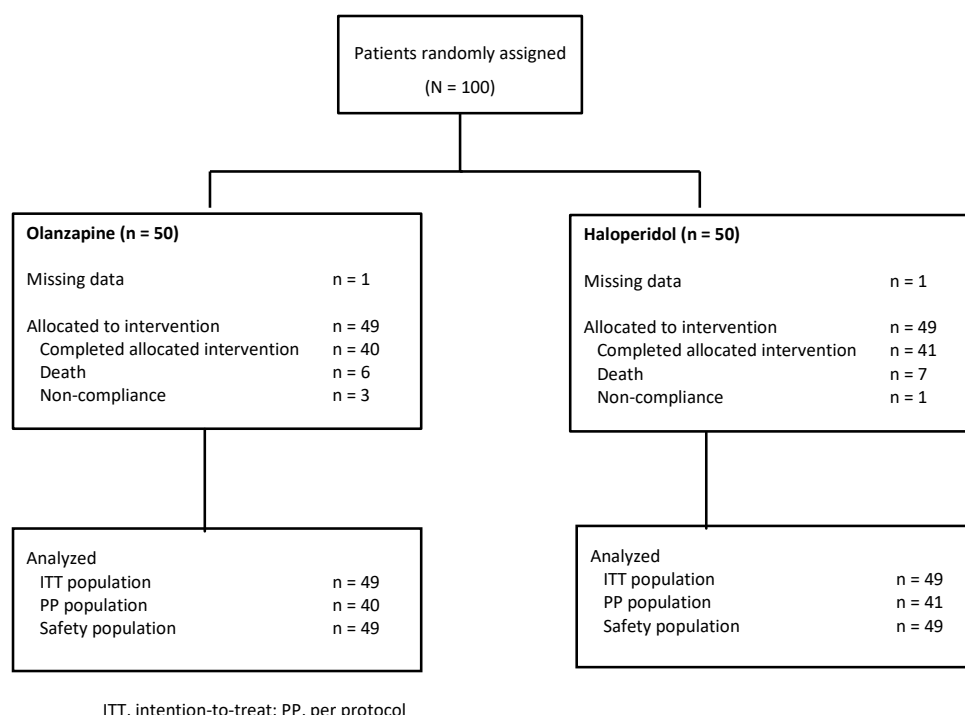 Patients randomly assigned
(N = 100)
Olanzapine (n = 50)
Missing data n = 1
Allocated to intervention n = 49
Completed allocated intervention n = 40
Death n = 6
Non-compliance n = 3
Haloperidol (n = 50)
Missing data n = 1
Allocated to intervention n = 49
Completed allocated intervention n = 41
Death n = 7
Non-compliance n = 1
Analyzed
ITT population n = 49
PP population n = 40
Safety population n = 49
Analyzed
ITT population n = 49
PP population n = 41
Safety population n = 49
ITT, intention-to-treat; PP, per protocol